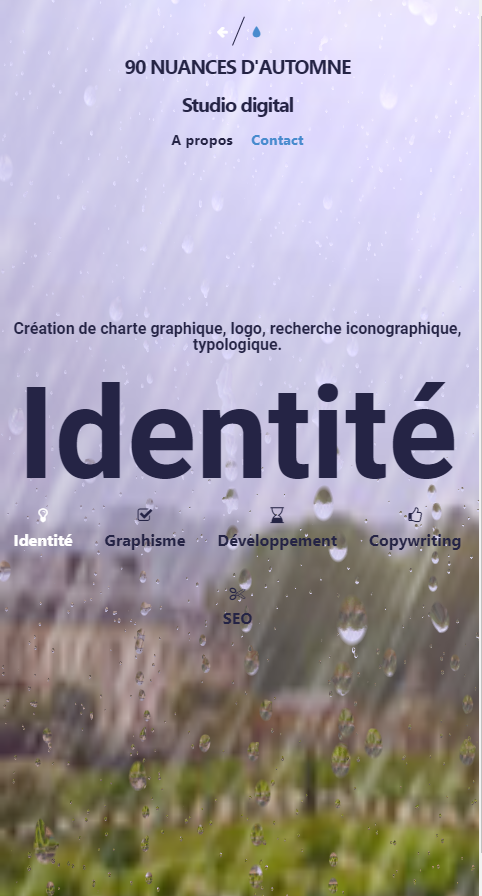 90 NUANCES D'AUTOMNE
Studio digital
A propos Contact
Création de charte graphique, logo, recherche iconographique,
typologique.
Identité
Identité Graphisme Développement Copywriting
SEO